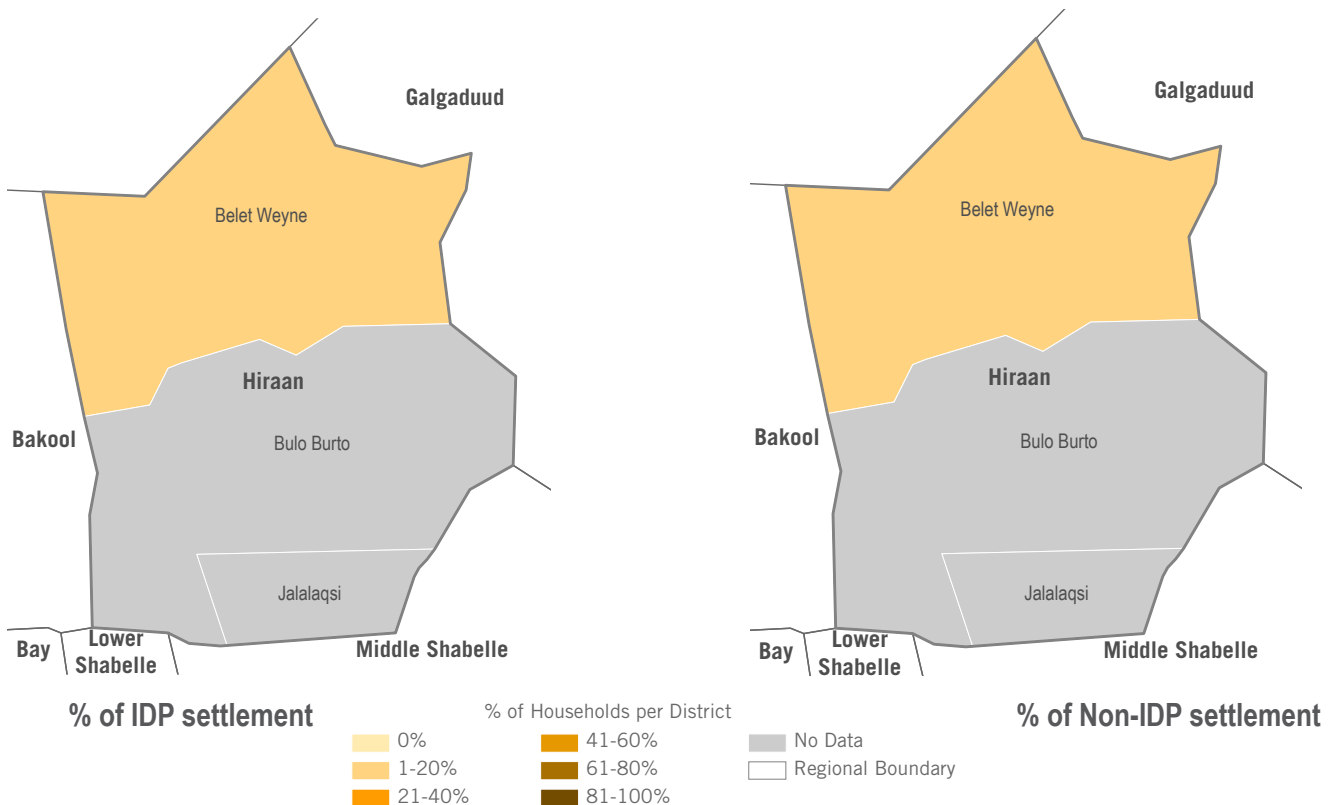 Galgaduud
Belet Weyne
Hiraan
Bakool
Bulo Burto
Jalalaqsi
Bay
Lower
Shabelle
Middle Shabelle
% of IDP settlement
Galgaduud
Belet Weyne
Hiraan
Bakool
Bulo Burto
Jalalaqsi
Bay
Lower
Shabelle
Middle Shabelle
% of Non-IDP settlement
% of Households per District
0%
1-20%
21-40%
41-60%
61-80%
81-100%
No Data
Regional Boundary